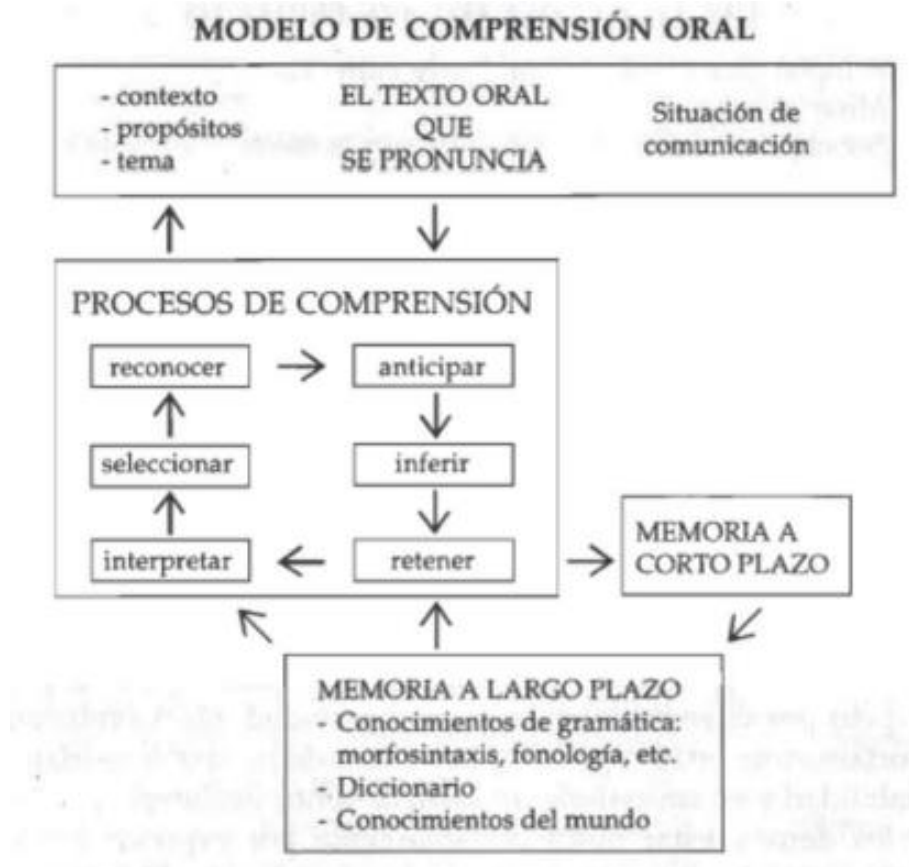 MODELO DE COMPRENSIÓN ORAL
- contexto
- propósitos
- tema
EL TEXTO ORAL
QUE
SE PRONUNCIA
Situación de
comunicación
PROCESOS DE COMPRENSIÓN
reconocer
anticipar
seleccionar
inferir
interpretar
retener
MEMORIA A
CORTO PLAZO
MEMORIA A LARGO PLAZO
- Conocimientos de gramática:
morfosintaxis, fonología, etc.
- Diccionario
- Conocimientos del mundo